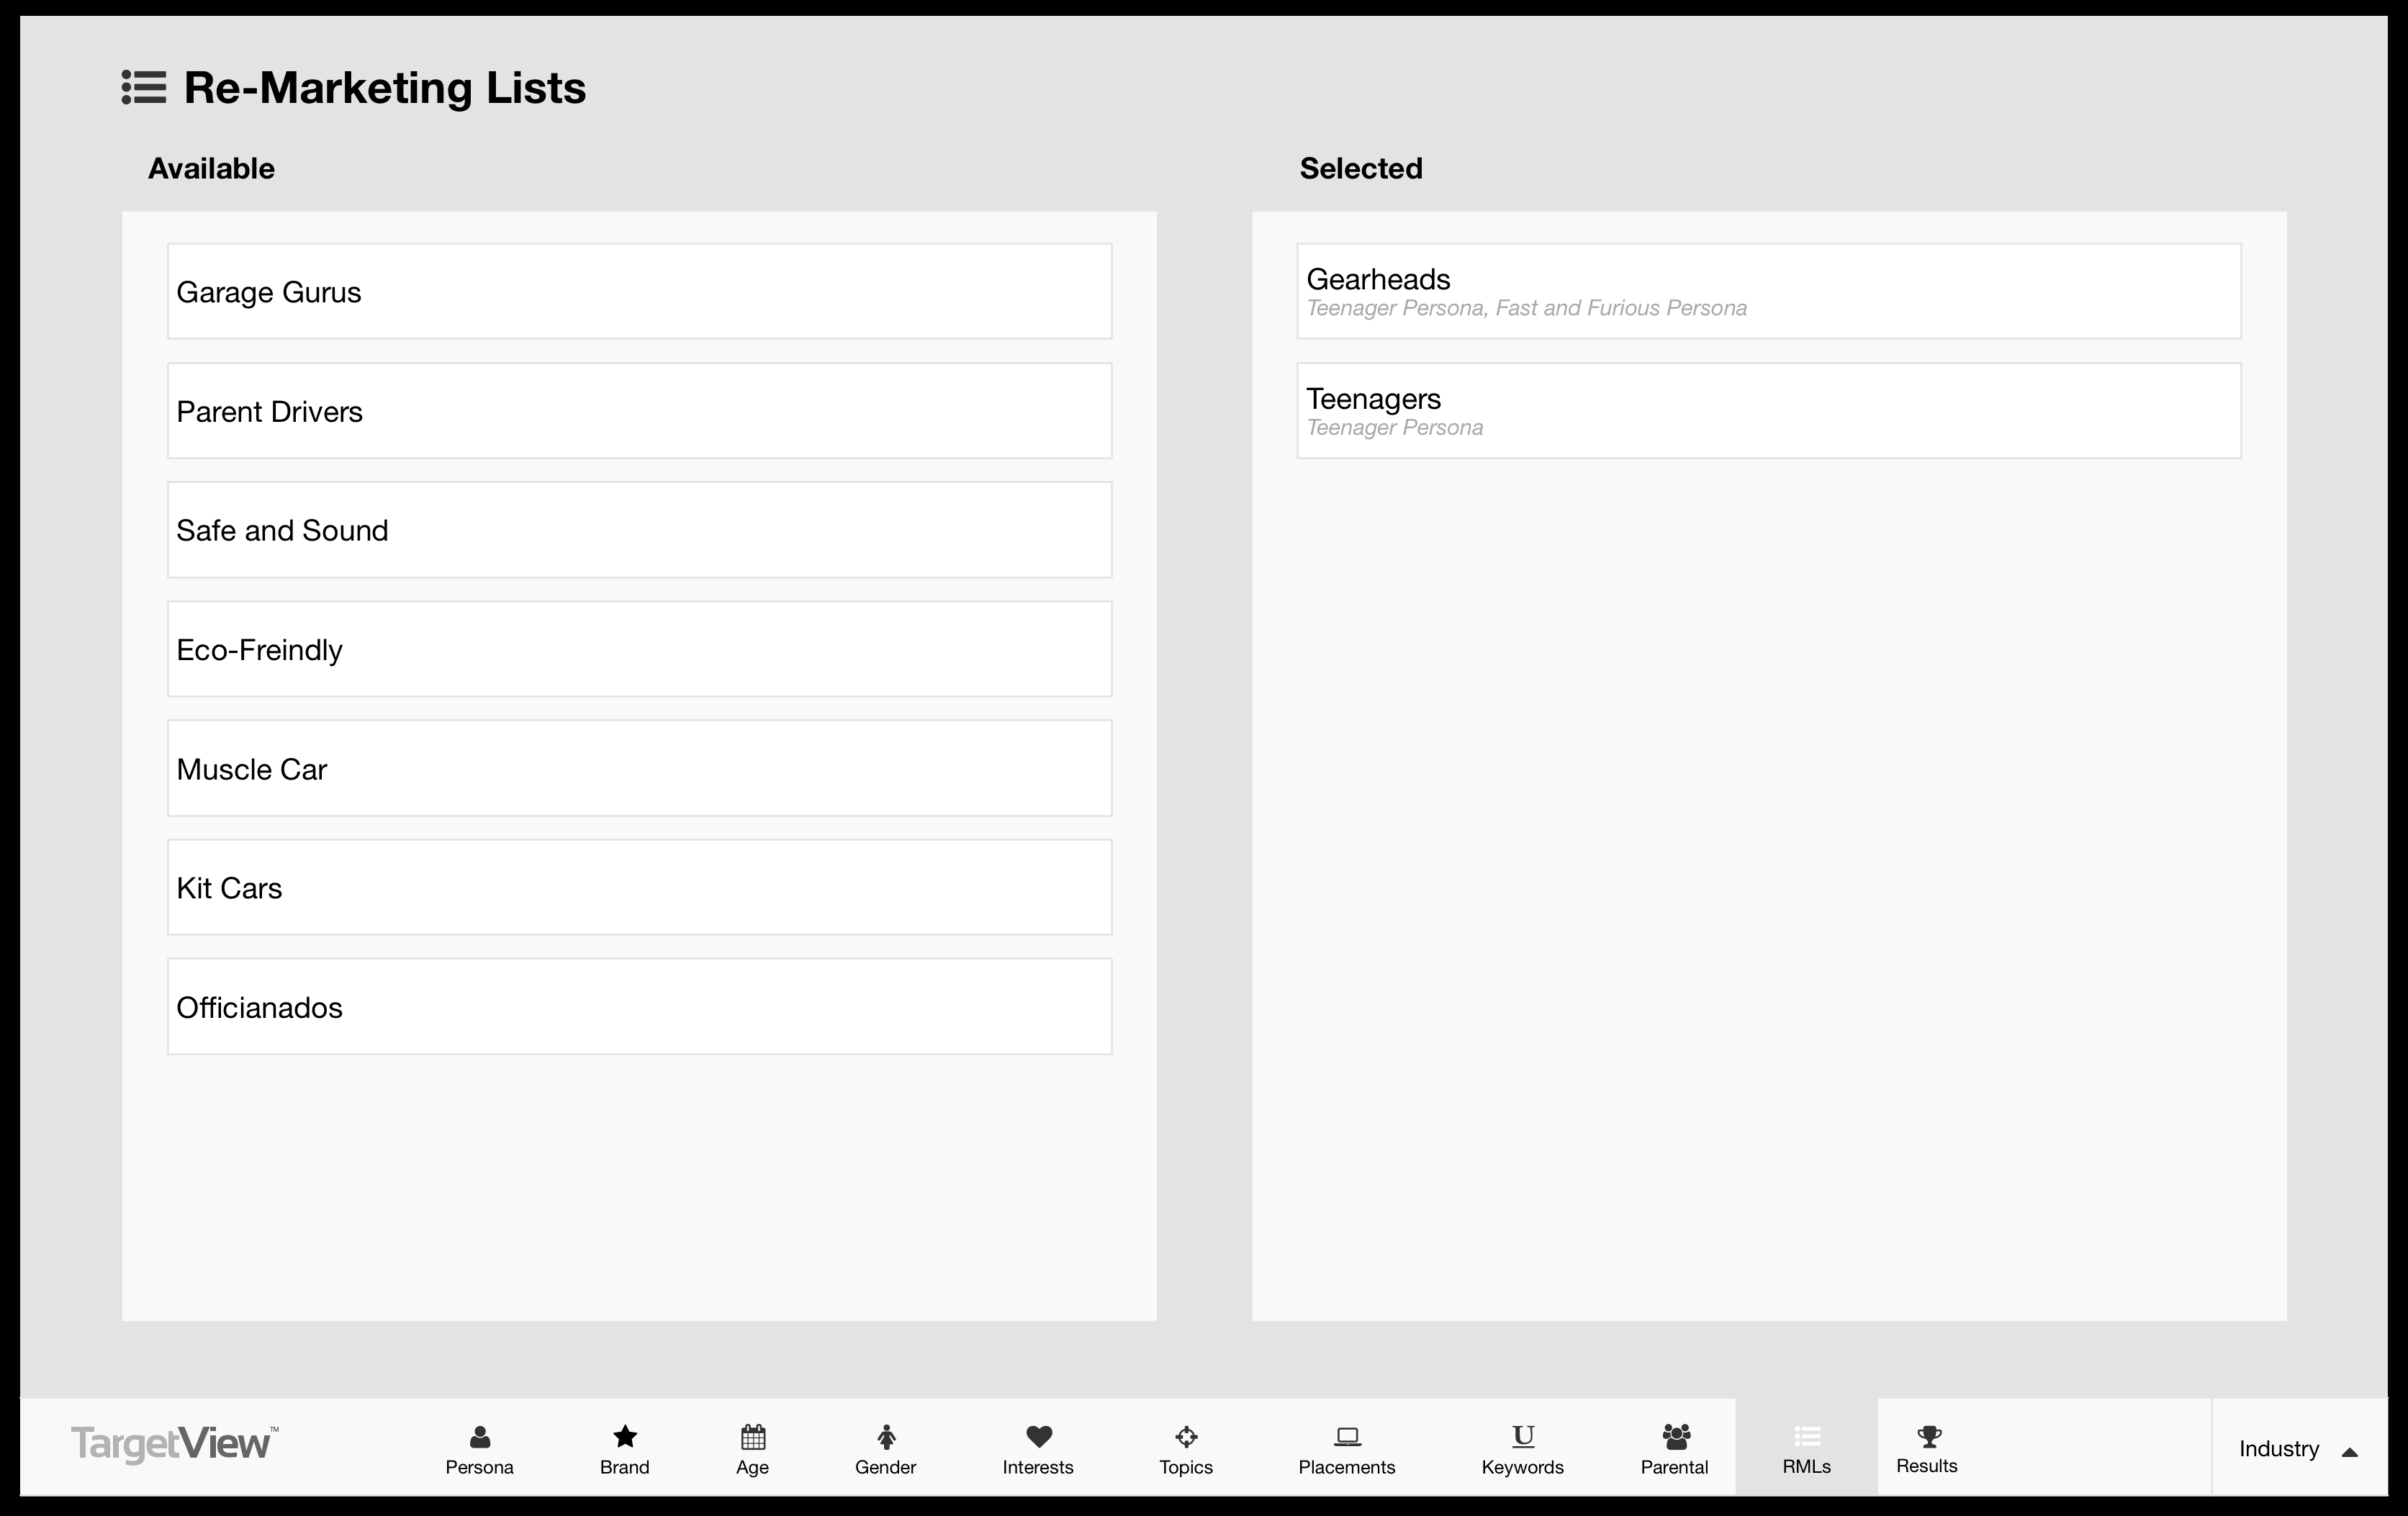 Re-Marketing Lists
Available
Garage Gurus
Parent Drivers
Safe and Sound
Eco-Freindly
Muscle Car
Kit Cars
Officianados
Selected
Gearheads
Teenager Persona, Fast and Furious Persona
Teenagers
Teenager Persona
TargetView™
Persona
Brand
Age
Gender
Interests
Topics
Placements
Keywords
Parental
RMLs
Results
Industry